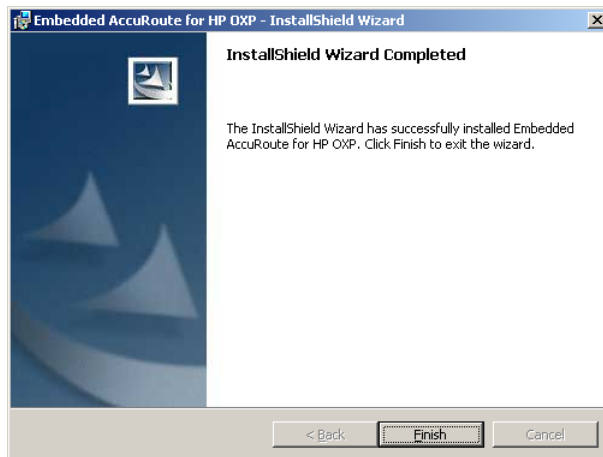 Embedded AccuRoute for HP OXP - InstallShield Wizard
InstallShield Wizard Completed
The InstallShield Wizard has successfully installed Embedded
AccuRoute for HP OXP. Click Finish to exit the wizard.
< Back Finish Cancel